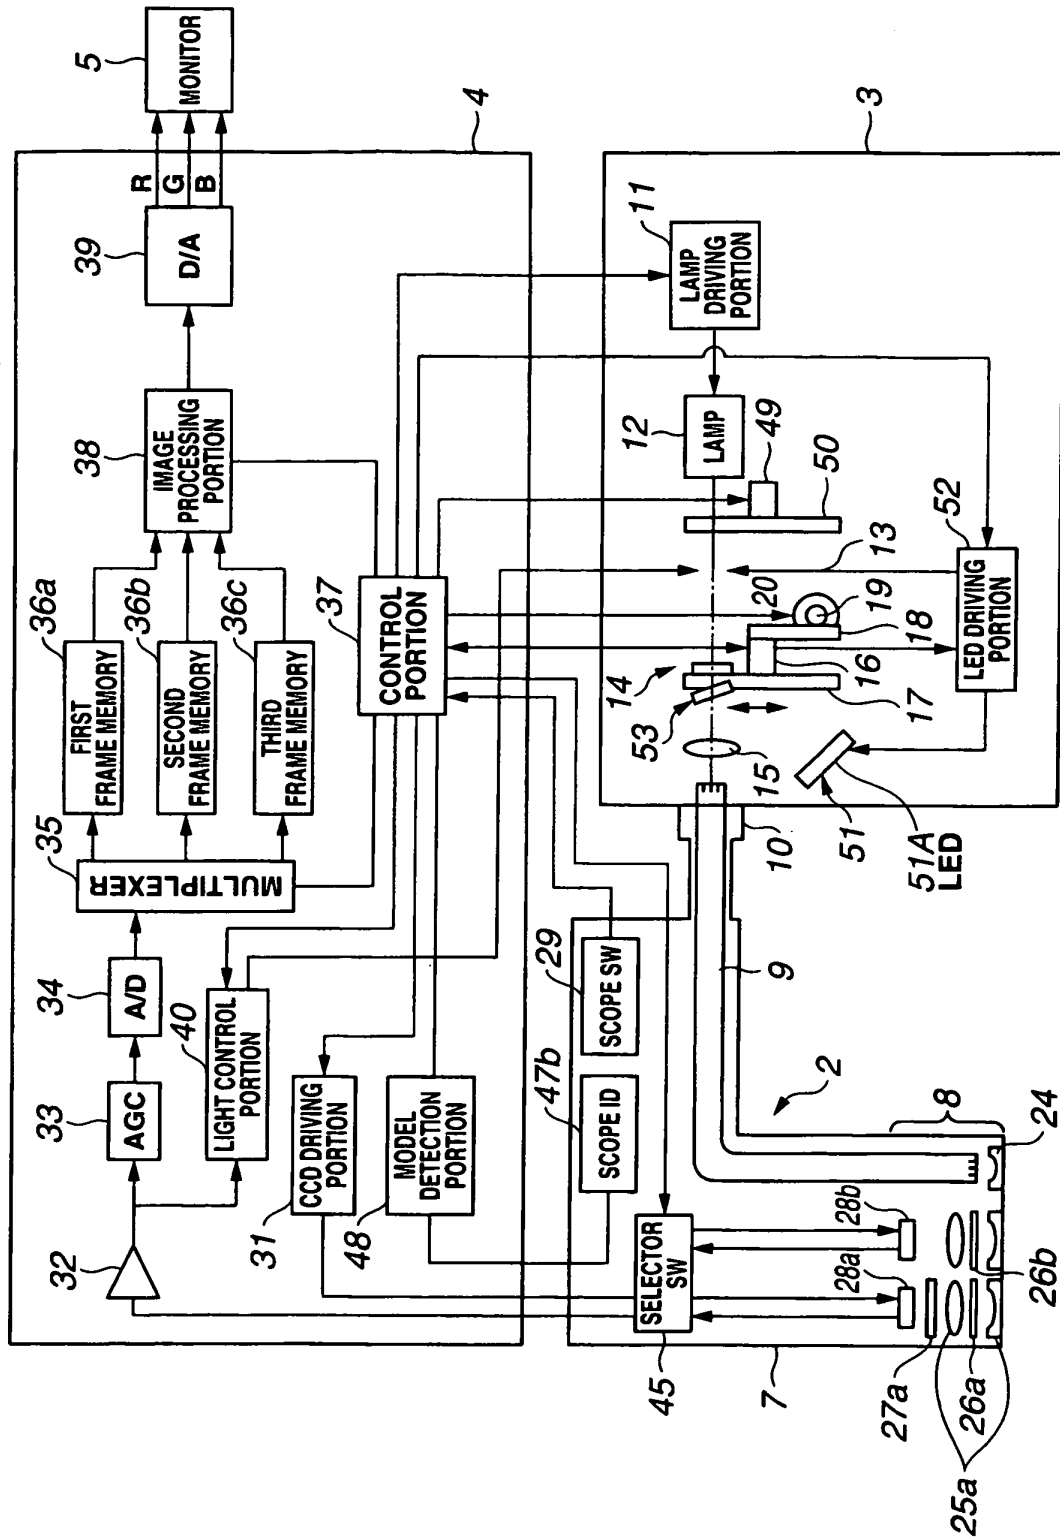 5
MONITOR
4
R
G
B
39
D/A
38
IMAGE
PROCESSING
PORTION
36a
36b
36c
FIRST
FRAME MEMORY
SECOND
FRAME MEMORY
THIRD
FRAME MEMORY
37
CONTROL
PORTION
35
MULTIPLEXER
34
A/D
33
AGC
32
40
LIGHT CONTROL
PORTION
31
CCD DRIVING
PORTION
48
MODEL
DETECTION
PORTION
3
11
LAMP
DRIVING
PORTION
12
LAMP
49
50
52
LED DRIVING
PORTION
13
20
19
18
16
17
14
53
15
51
51A
LED
10
29
SCOPE SW
47b
SCOPE ID
9
2
8
24
45
SELECTOR
SW
28b
28a
7
27a
26a
26b
25a